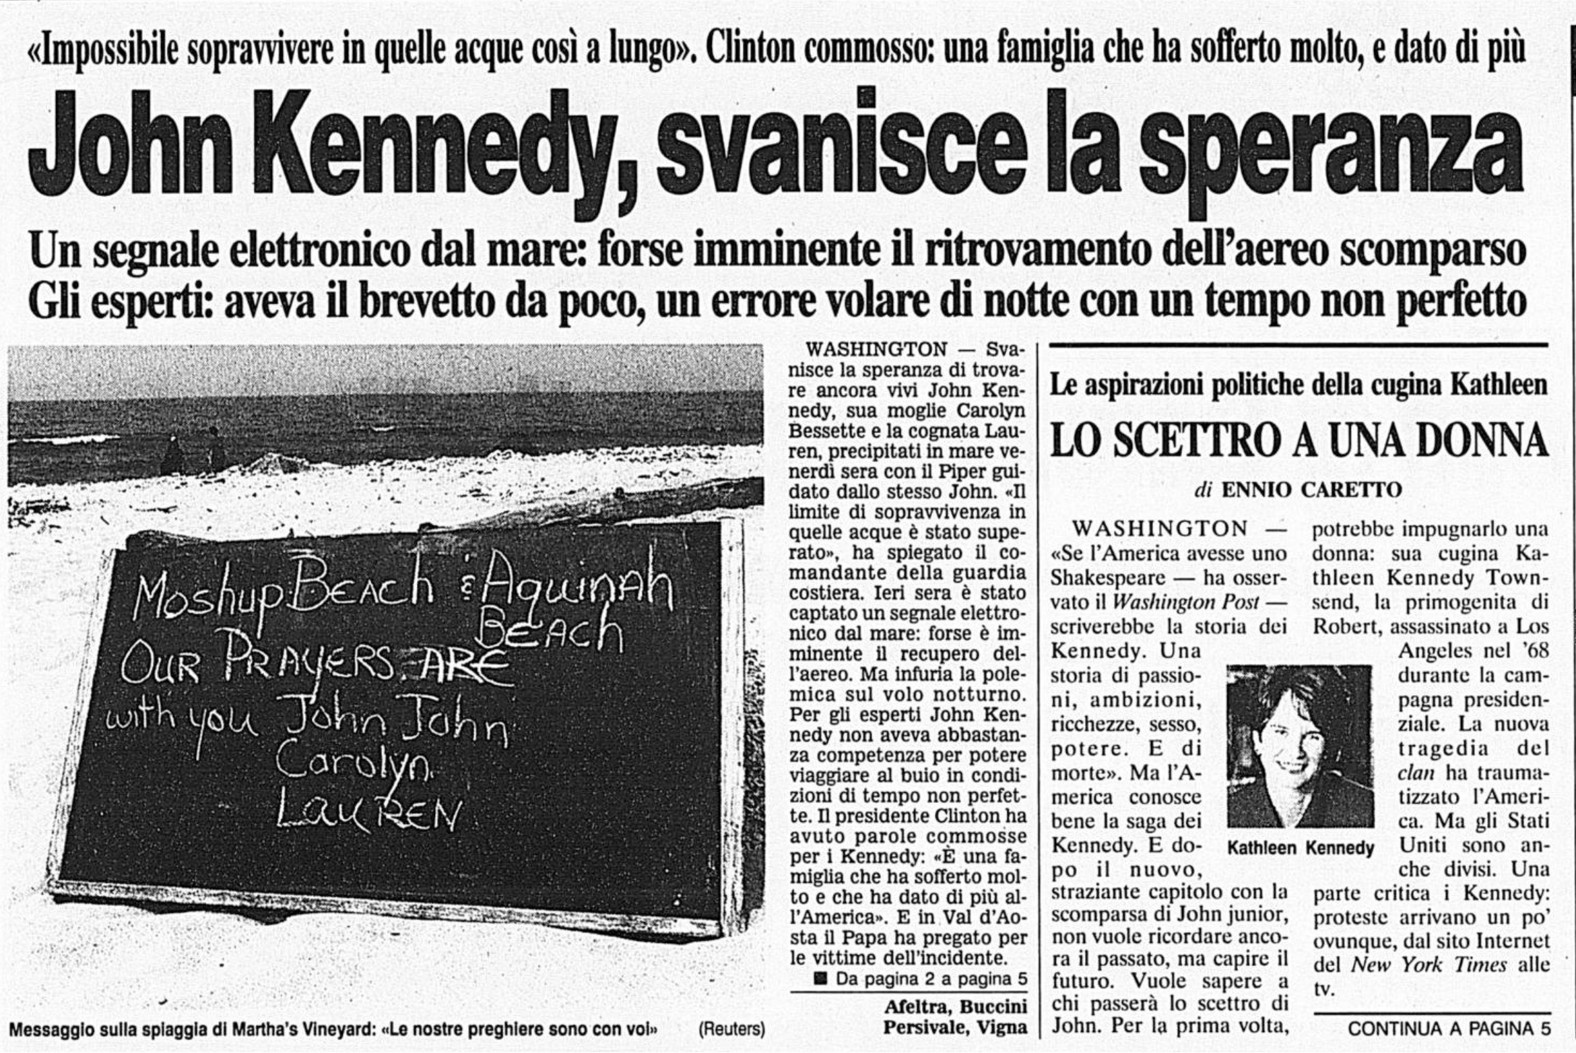 «Impossibile sopravvivere in quelle acque così a lungo». Clinton commosso: una famiglia che ha sofferto molto, e dato di più
John Kennedy, svanisce la speranza
Un segnale elettronico dal mare: forse imminente il ritrovamento dell'aereo scomparso
Gli esperti: aveva il brevetto da poco, un errore volare di notte con un tempo non perfetto
Moshup BEACH & AQUINAH
BEACH
OUR PRAYERS ARE
with you John John
Carolyn
LAUREN
Messaggio sulla spiaggia di Martha's Vineyard: «Le nostre preghiere sono con voi» (Reuters)
WASHINGTON — Sva-
nisce la speranza di trova-
re ancora vivi John Ken-
nedy, sua moglie Carolyn
Bessette e la cognata Lau-
ren, precipitati in mare ve-
nerdì sera con il Piper gui-
dato dallo stesso John. «Il
limite di sopravvivenza in
quelle acque è stato supe-
rato», ha spiegato il co-
mandante della guardia
costiera. Ieri sera è stato
captato un segnale elettro-
nico dal mare: forse è im-
minente il recupero del-
l'aereo. Ma infuria la pole-
mica sul volo notturno.
Per gli esperti John Ken-
nedy non aveva abbastan-
za competenza per potere
viaggiare al buio in condi-
zioni di tempo non perfet-
te. Il presidente Clinton ha
avuto parole commosse
per i Kennedy: «È una fa-
miglia che ha sofferto mol-
to e che ha dato di più al-
l'America». E in Val d'Ao-
sta il Papa ha pregato per
le vittime dell'incidente.
■ Da pagina 2 a pagina 5
Afeltra, Buccini
Persivale, Vigna
Le aspirazioni politiche della cugina Kathleen
LO SCETTRO A UNA DONNA
di ENNIO CARETTO
WASHINGTON —
«Se l'America avesse uno
Shakespeare — ha osser-
vato il Washington Post —
scriverebbe la storia dei
Kennedy. Una
storia di passio-
ni, ambizioni,
ricchezze, sesso,
potere. E di
morte». Ma l'A-
merica conosce
bene la saga dei
Kennedy. E do-
po il nuovo,
straziante capitolo con la
scomparsa di John junior,
non vuole ricordare anco-
ra il passato, ma capire il
futuro. Vuole sapere a
chi passerà lo scettro di
John. Per la prima volta,
potrebbe impugnarlo una
donna: sua cugina Ka-
thleen Kennedy Town-
send, la primogenita di
Robert, assassinato a Los
Angeles nel '68
durante la cam-
pagna presiden-
ziale. La nuova
tragedia del
clan ha trauma-
tizzato l'Ameri-
ca. Ma gli Stati
Uniti sono an-
che divisi. Una
parte critica i Kennedy:
proteste arrivano un po'
ovunque, dal sito Internet
del New York Times alle
tv.
Kathleen Kennedy
CONTINUA A PAGINA 5